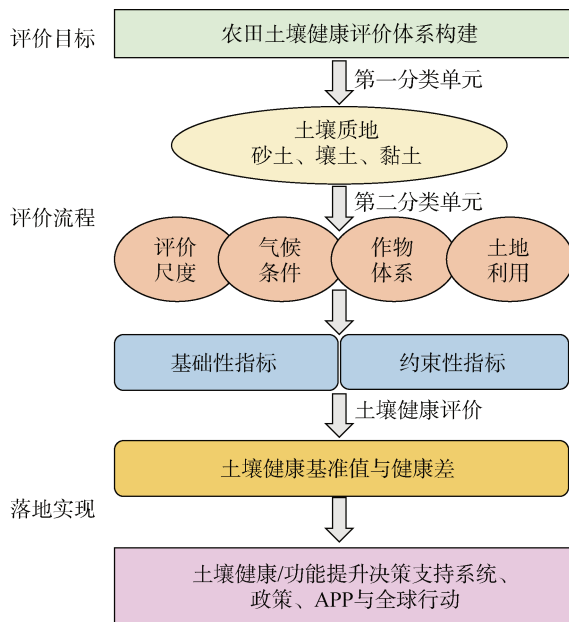 评价目标
农田土壤健康评价体系构建
第一分类单元
土壤质地
砂土、壤土、黏土
第二分类单元
评价流程
评价
尺度
气候
条件
作物
体系
土地
利用
基础性指标
约束性指标
土壤健康评价
土壤健康基准值与健康差
落地实现
土壤健康/功能提升决策支持系统、
政策、APP与全球行动